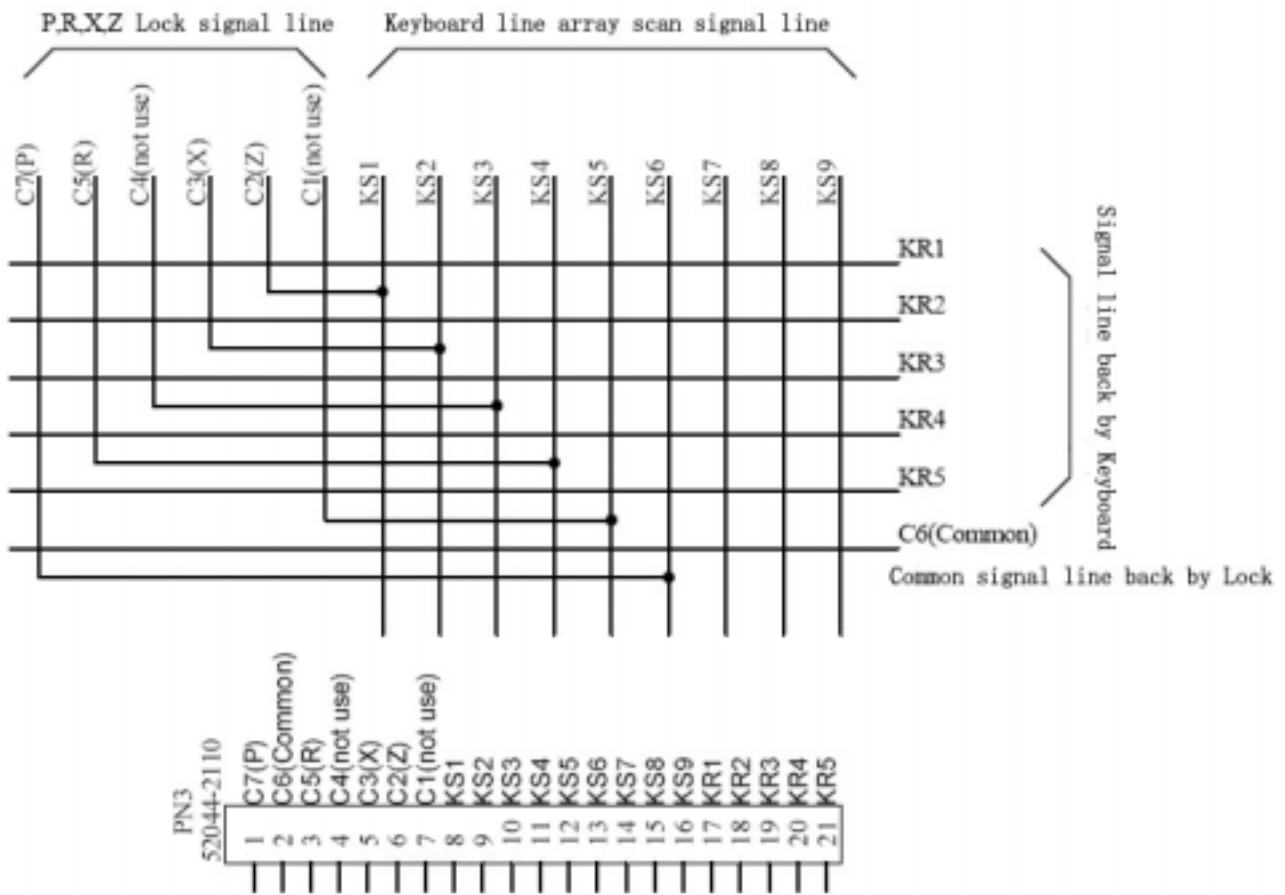 P,R,X,Z Lock signal line
Keyboard line array scan signal line
C7(P)
C5(R)
C4(not use)
C3(X)
C2(Z)
C1(not use)
KS1
KS2
KS3
KS4
KS5
KS6
KS7
KS8
KS9
KR1
KR2
KR3
KR4
KR5
C6(Common)
Signal line back by Keyboard
Common signal line back by Lock
PN3
52044-2110
C7(P)
C6(Common)
C5(R)
C4(not use)
C3(X)
C2(Z)
C1(not use)
KS1
KS2
KS3
KS4
KS5
KS6
KS7
KS8
KS9
KR1
KR2
KR3
KR4
KR5
1
2
3
4
5
6
7
8
9
10
11
12
13
14
15
16
17
18
19
20
21